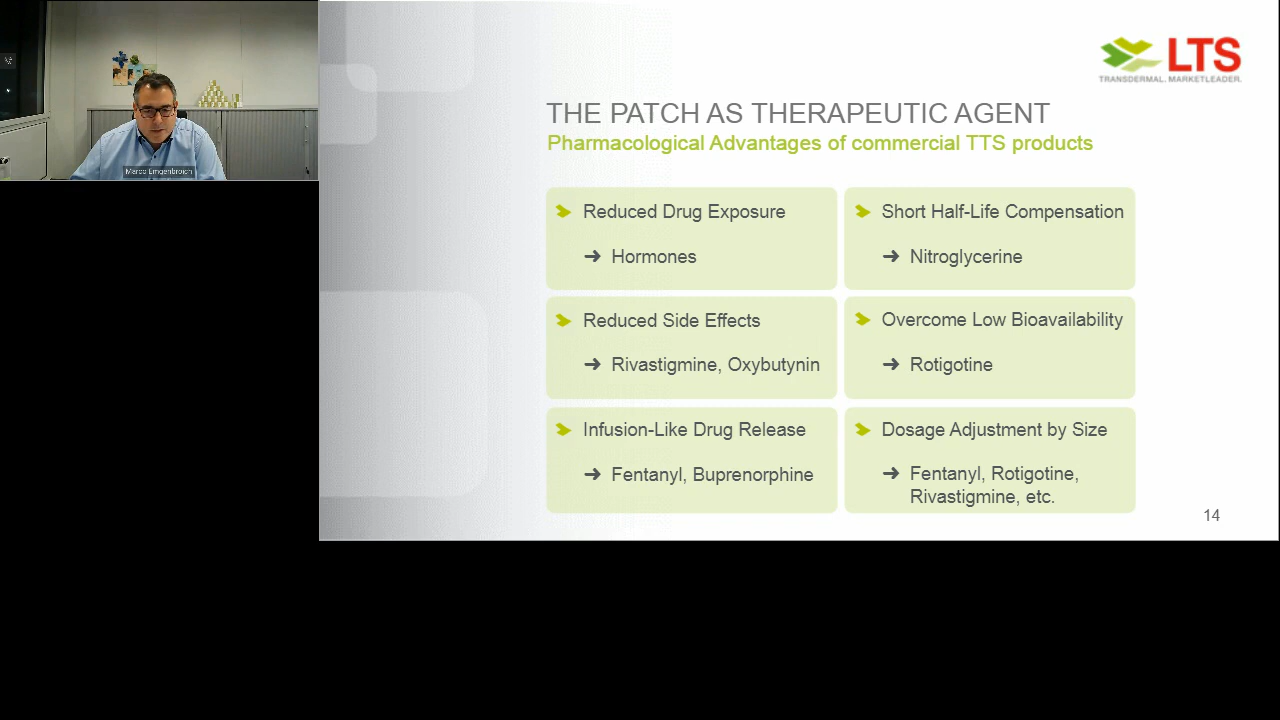 Marco Emgenbroich
LTS
TRANSDERMAL. MARKETLEADER.
THE PATCH AS THERAPEUTIC AGENT
Pharmacological Advantages of commercial TTS products
Reduced Drug Exposure
➔ Hormones
Short Half-Life Compensation
➔ Nitroglycerine
Reduced Side Effects
➔ Rivastigmine, Oxybutynin
Overcome Low Bioavailability
➔ Rotigotine
Infusion-Like Drug Release
➔ Fentanyl, Buprenorphine
Dosage Adjustment by Size
➔ Fentanyl, Rotigotine,
Rivastigmine, etc.
14